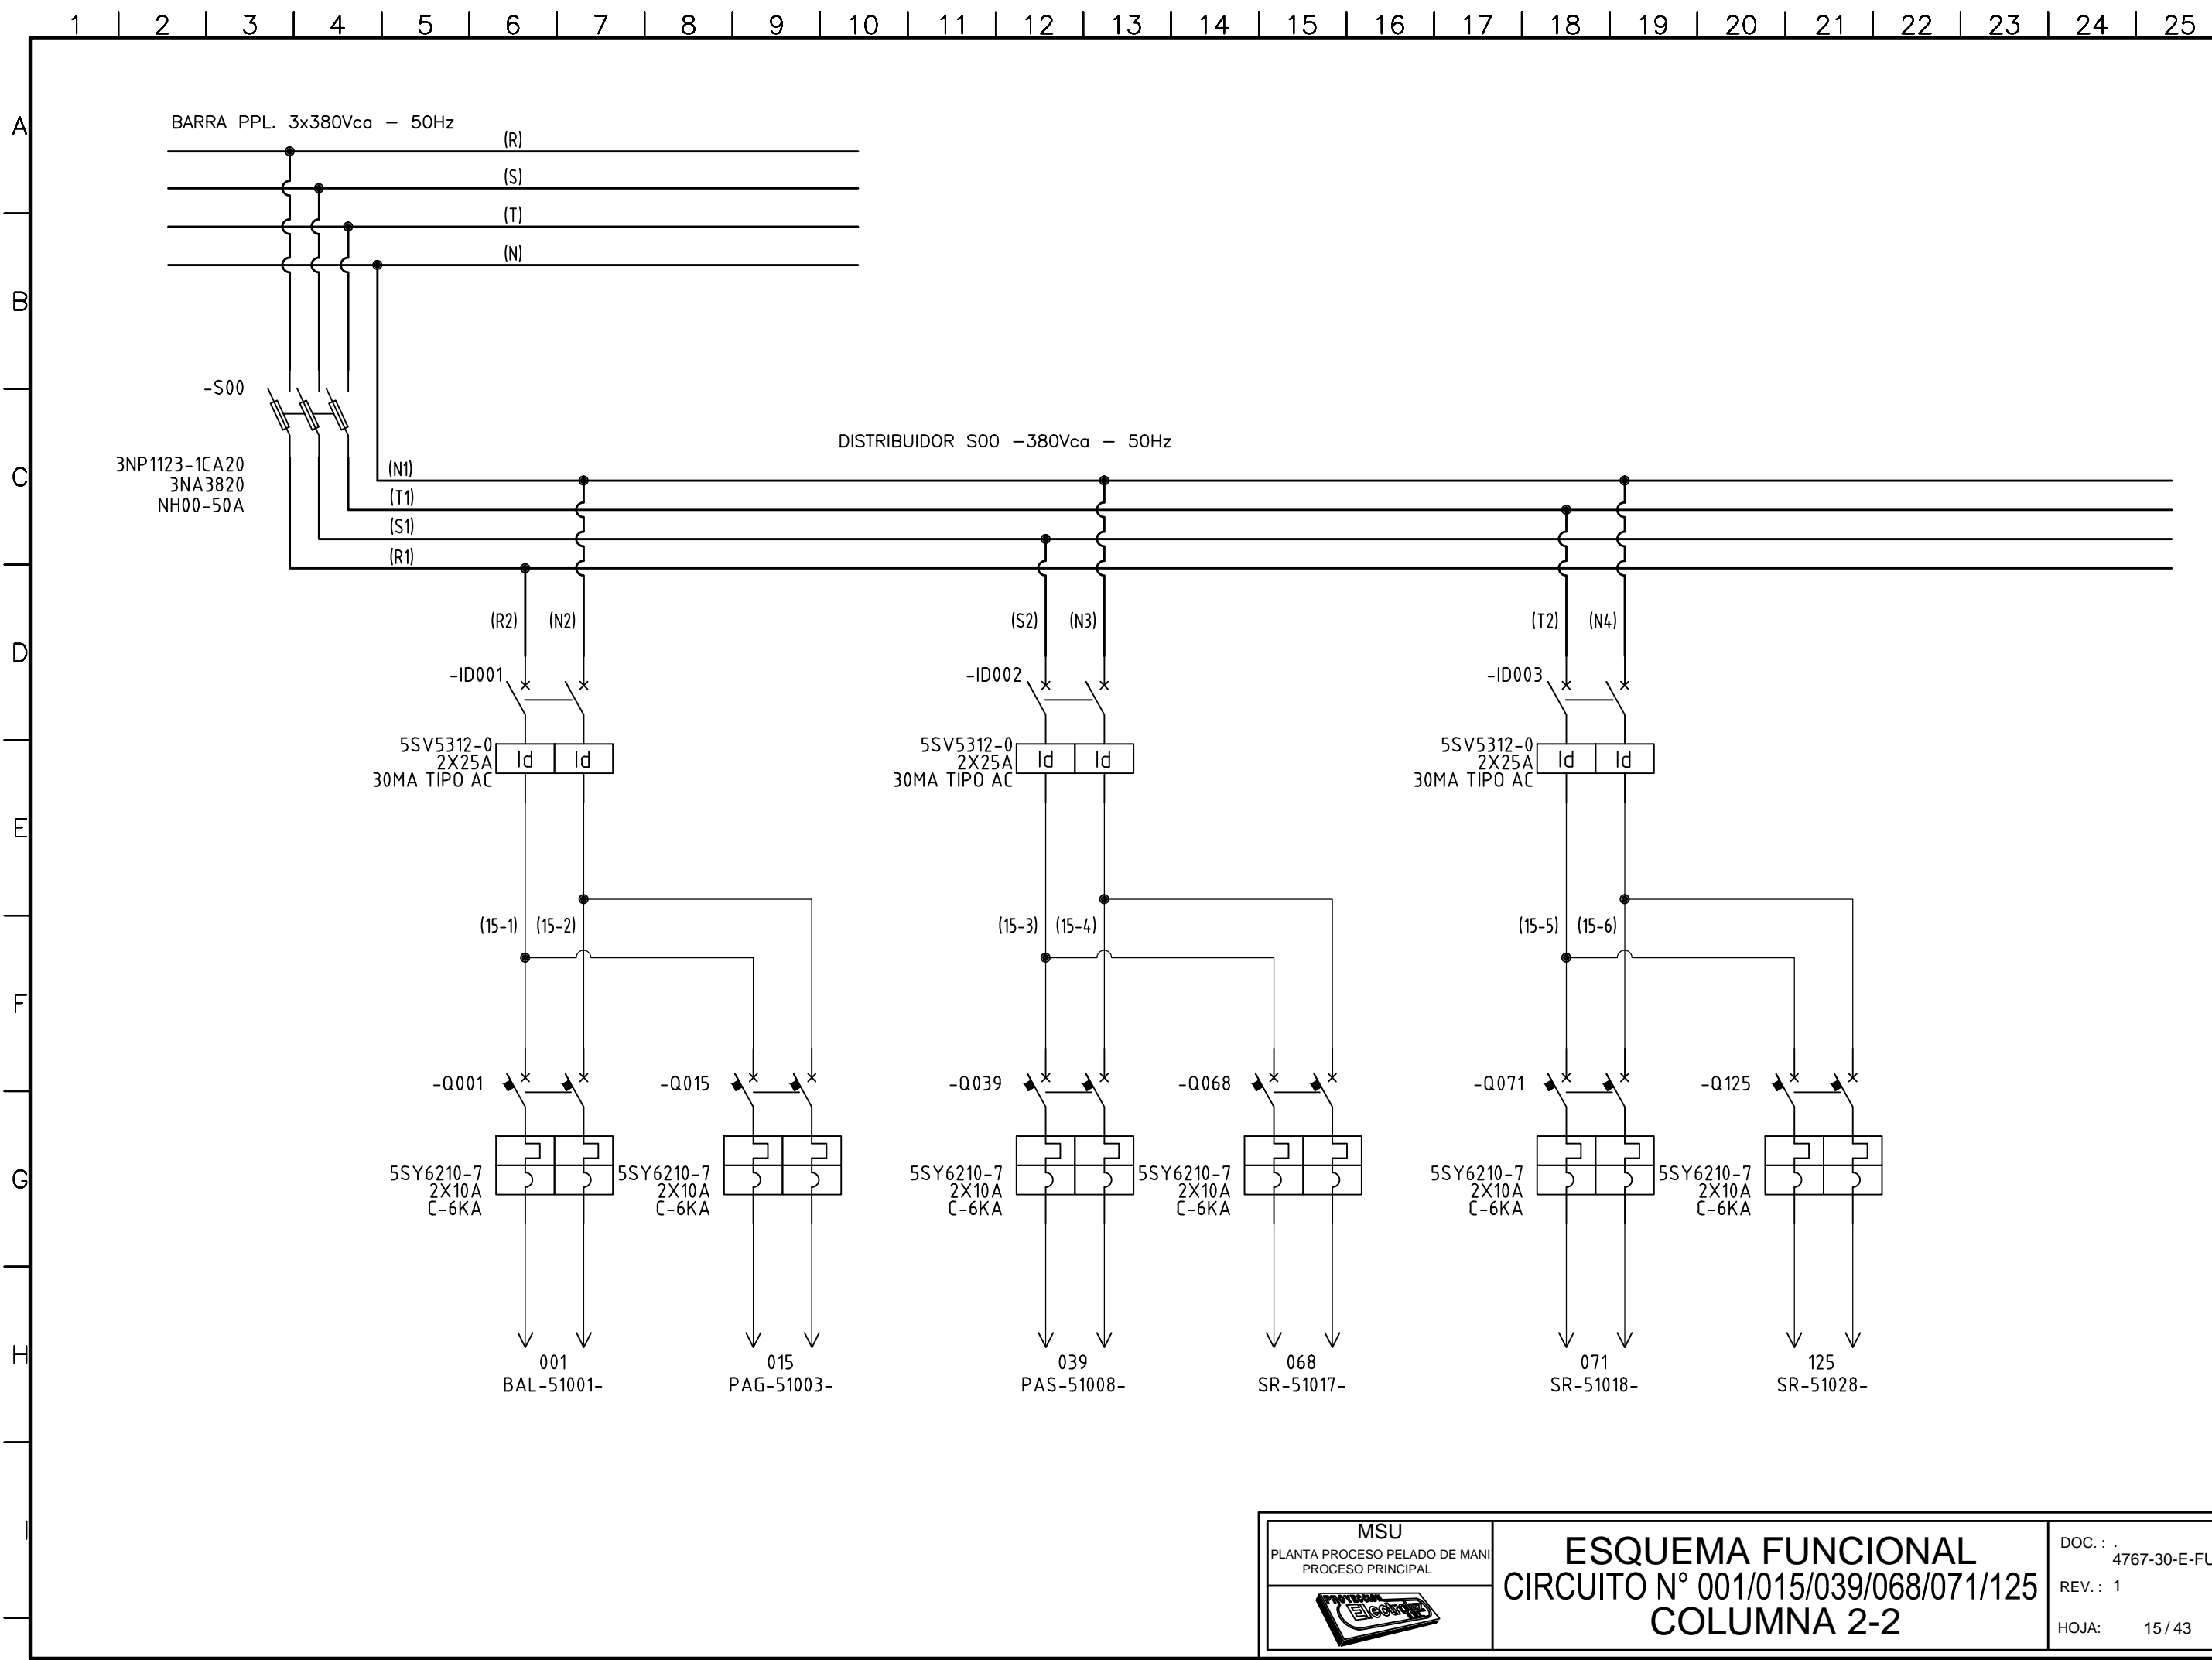 1 2 3 4 5 6 7 8 9 10 11 12 13 14 15 16 17 18 19 20 21 22 23 24 25
A
BARRA PPL. 3x380Vca - 50Hz
(R)
(S)
(T)
(N)
B
-S00
DISTRIBUIDOR S00 -380Vca - 50Hz
C
3NP1123-1CA20
3NA3820
NH00-50A
(N1)
(T1)
(S1)
(R1)
(R2) (N2) (S2) (N3) (T2) (N4)
D
-ID001 -ID002 -ID003
5SV5312-0 5SV5312-0 5SV5312-0
2X25A Id Id 2X25A Id Id 2X25A Id Id
30MA TIPO AC 30MA TIPO AC 30MA TIPO AC
E
(15-1) (15-2) (15-3) (15-4) (15-5) (15-6)
F
-Q001 -Q015 -Q039 -Q068 -Q071 -Q125
G
5SY6210-7 5SY6210-7 5SY6210-7 5SY6210-7 5SY6210-7 5SY6210-7
2X10A 2X10A 2X10A 2X10A 2X10A 2X10A
C-6KA C-6KA C-6KA C-6KA C-6KA C-6KA
H
001 015 039 068 071 125
BAL-51001- PAG-51003- PAS-51008- SR-51017- SR-51018- SR-51028-
I
MSU
PLANTA PROCESO PELADO DE MANI
PROCESO PRINCIPAL
PROYECCION
Electroluz
ESQUEMA FUNCIONAL
CIRCUITO N° 001/015/039/068/071/125
COLUMNA 2-2
DOC. : .
4767-30-E-FU
REV. : 1
HOJA: 15 / 43